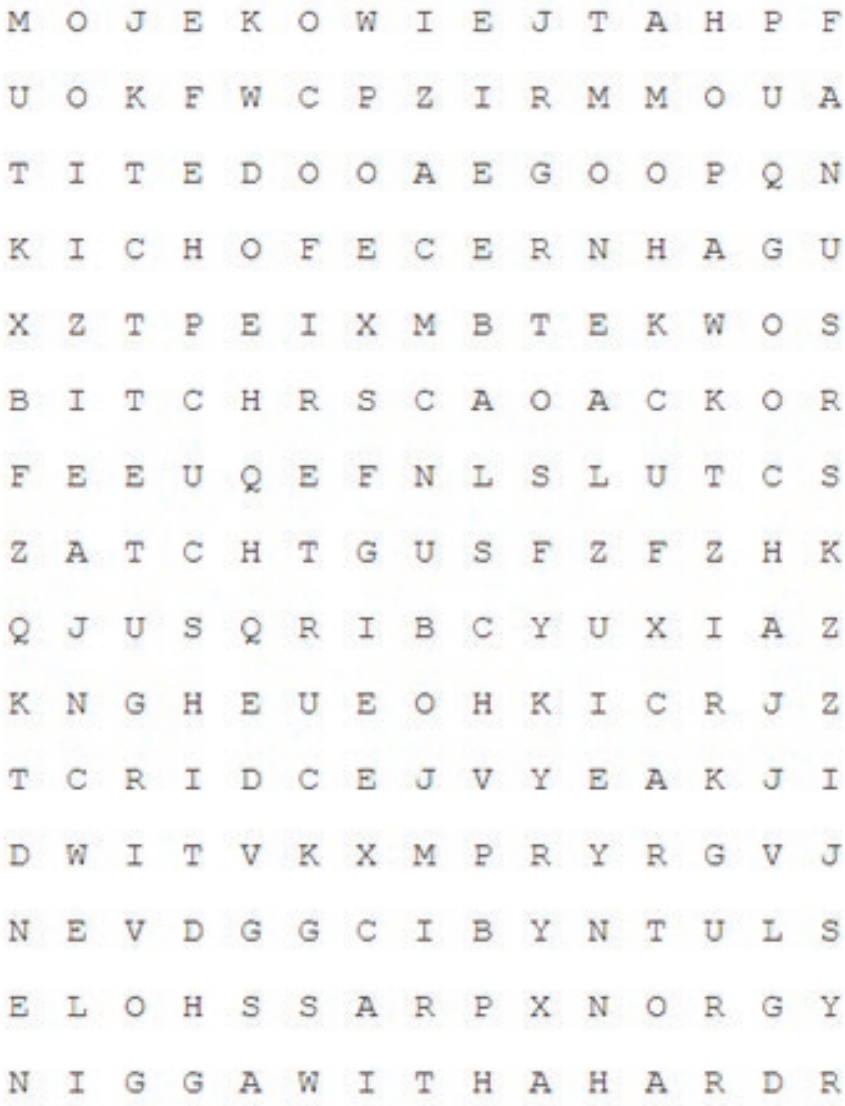 M O J E K O W I E J T A H P F
U O K F W C P Z I R M M O U A
T I T E D O O A E G O O P Q N
K I C H O F E C E R N H A G U
X Z T P E I X M B T E K W O S
B I T C H R S C A O A C K O R
F E E U Q E F N L S L U T C S
Z A T C H T G U S F Z F Z H K
Q J U S Q R I B C Y U X I A Z
K N G H E U E O H K I C R J Z
T C R I D C E J V Y E A K J I
D W I T V K X M P R Y R G V J
N E V D G G C I B Y N T U L S
E L O H S S A R P X N O R G Y
N I G G A W I T H A H A R D R